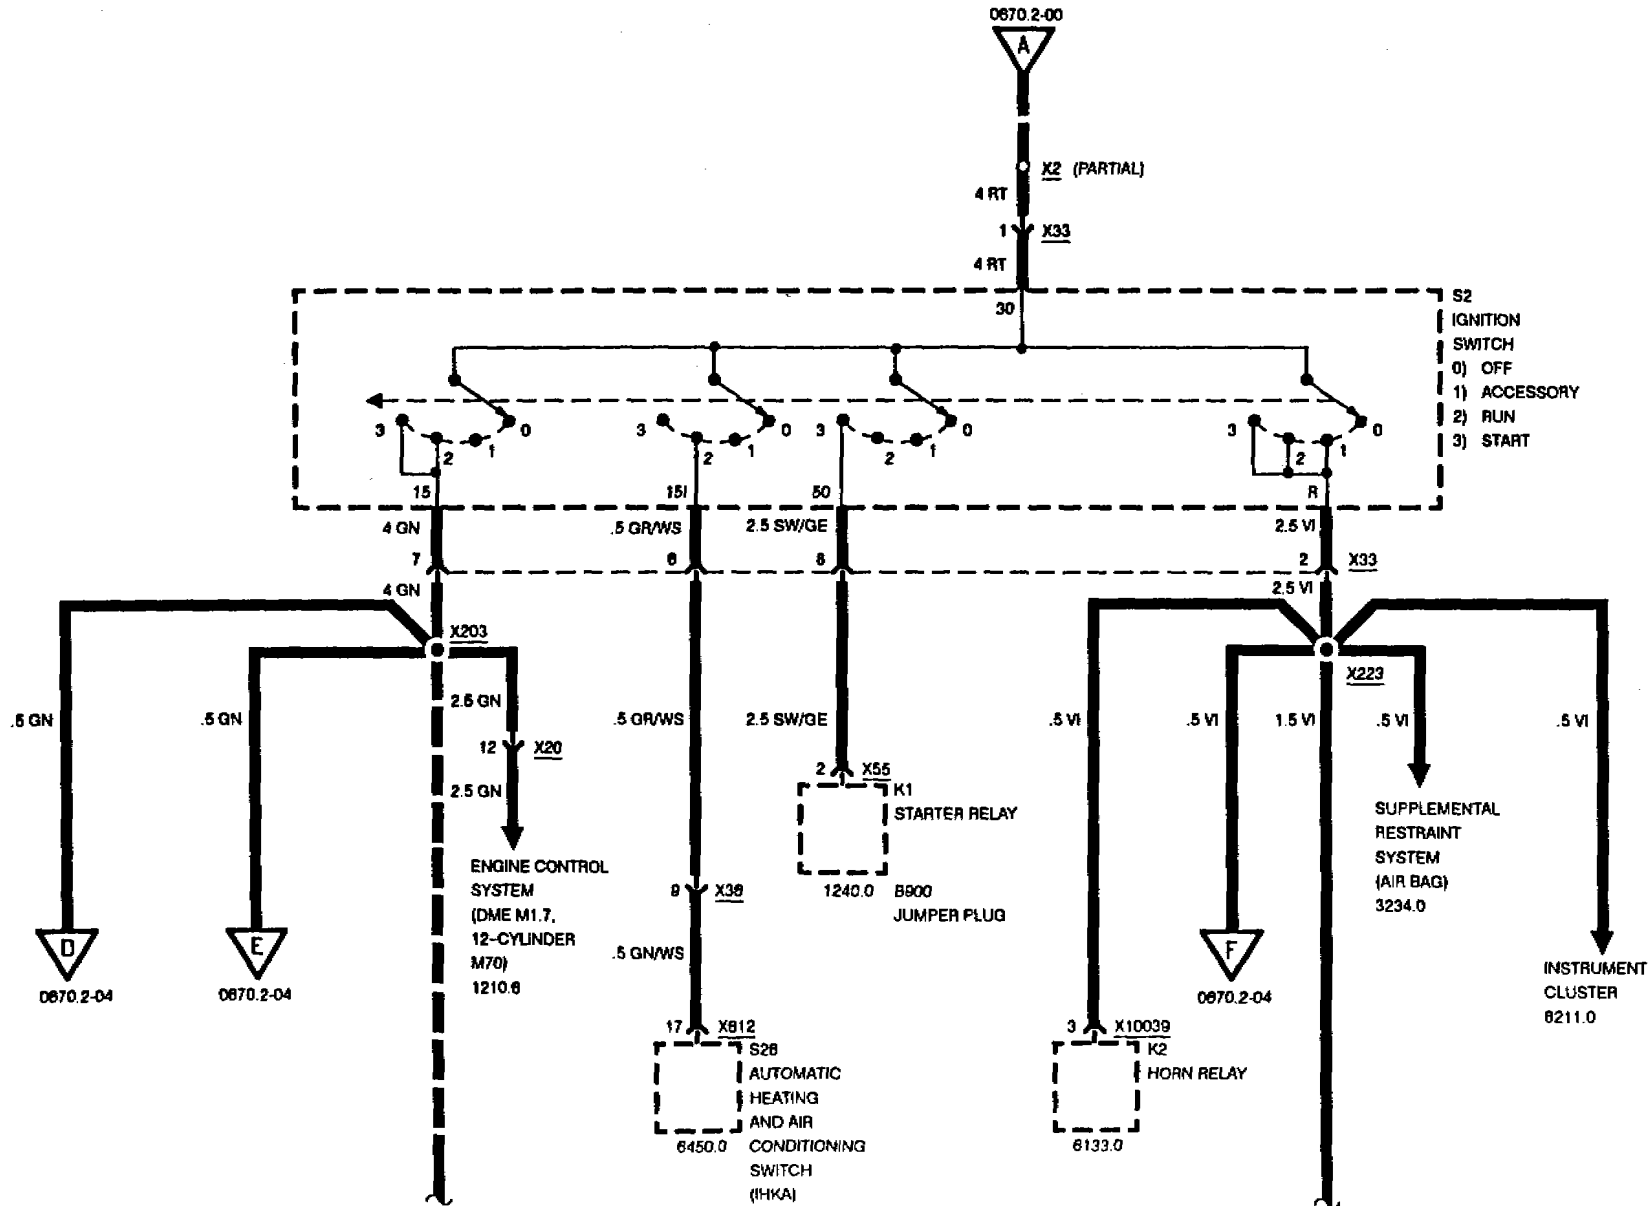 0670.2-00
A
X2 (PARTIAL)
4 RT
1 X33
4 RT
30
S2
IGNITION
SWITCH
0) OFF
1) ACCESSORY
2) RUN
3) START
3 2 1 0
3 2 1 0
3 2 1 0
3 2 1 0
15 15I 50 R
4 GN .5 GR/WS 2.5 SW/GE 2.5 VI
7 6 8 2 X33
4 GN 2.5 VI
X203
X223
.5 GN
.5 GN
2.5 GN
12 X20
2.5 GN
ENGINE CONTROL
SYSTEM
(DME M1.7,
12-CYLINDER
M70)
1210.6
.5 GR/WS
2.5 SW/GE
2 X55
K1
STARTER RELAY
1240.0
B900
JUMPER PLUG
9 X36
.5 GN/WS
17 X612
S28
AUTOMATIC
HEATING
AND AIR
CONDITIONING
SWITCH
(IHKA)
6450.0
.5 VI
.5 VI
1.5 VI
.5 VI
.5 VI
SUPPLEMENTAL
RESTRAINT
SYSTEM
(AIR BAG)
3234.0
D
0670.2-04
E
0670.2-04
F
0670.2-04
INSTRUMENT
CLUSTER
6211.0
3 X10039
K2
HORN RELAY
6133.0